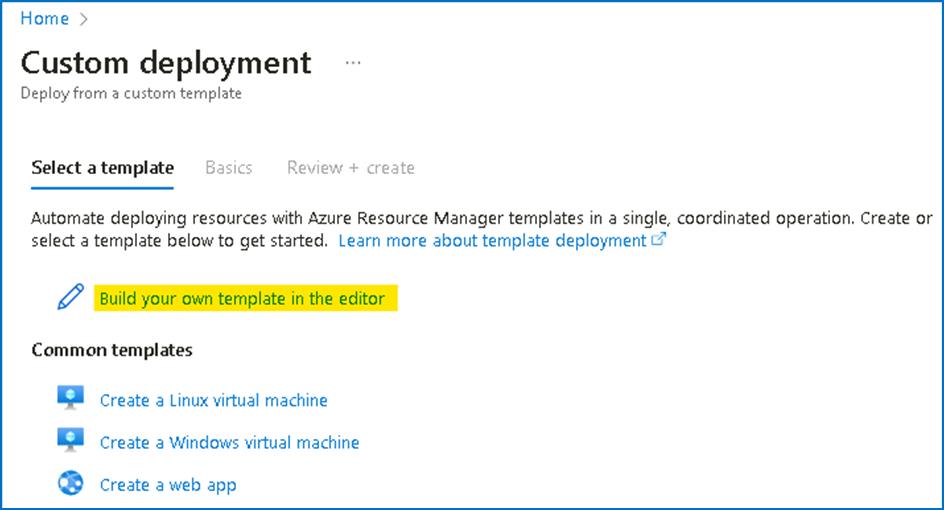 Home >
Custom deployment ...
Deploy from a custom template
Select a template Basics Review + create
Automate deploying resources with Azure Resource Manager templates in a single, coordinated operation. Create or
select a template below to get started. Learn more about template deployment
Build your own template in the editor
Common templates
Create a Linux virtual machine
Create a Windows virtual machine
Create a web app